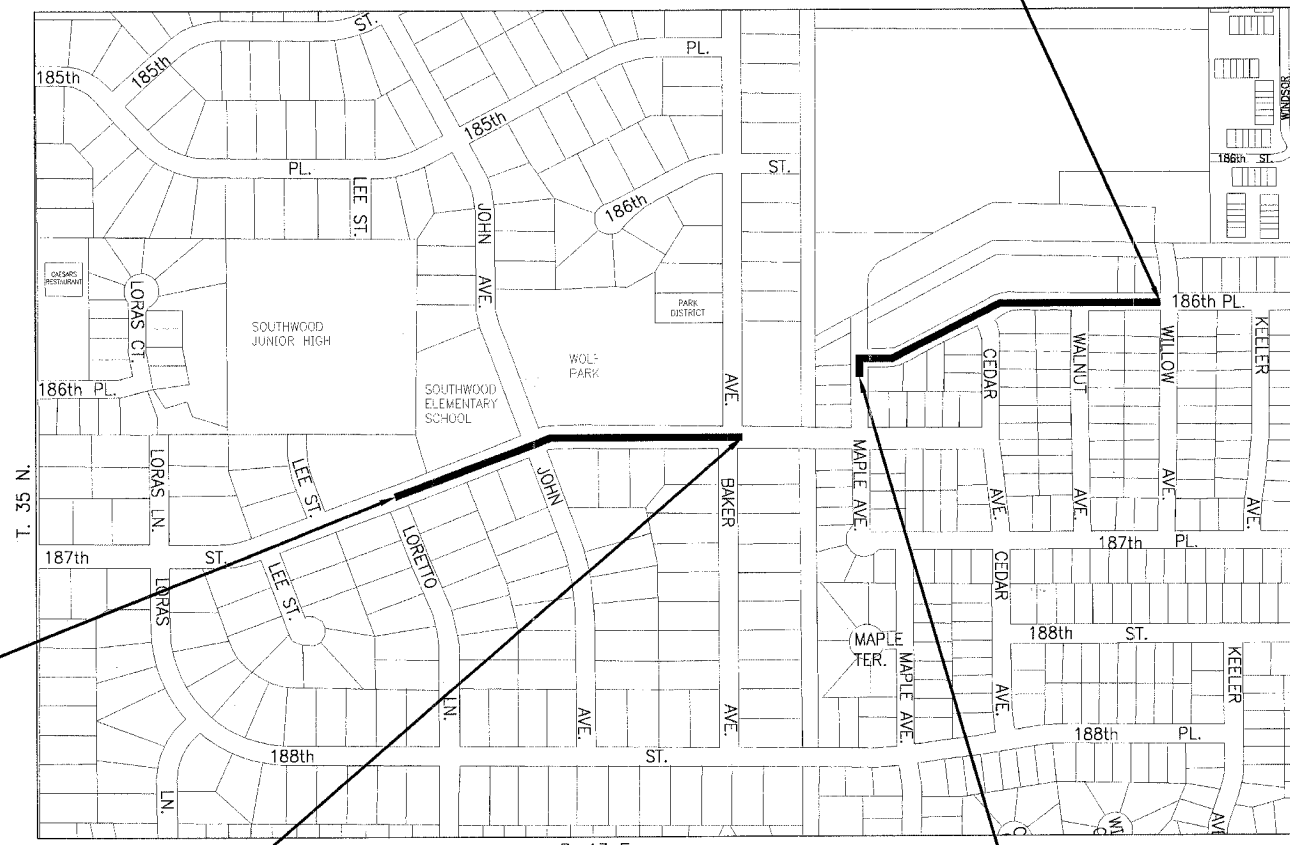 ST.
PL.
185th
185th
WINDSOR
185th
186th ST.
PL.
ST.
LEE ST.
186th
JOHN
AVE.
CAESARS
RESTAURANT
LORAS CT.
PARK
DISTRICT
186th PL.
SOUTHWOOD
JUNIOR HIGH
KEELER
WILLOW
WALNUT
CEDAR
WOLF
PARK
186th PL.
SOUTHWOOD
ELEMENTARY
SCHOOL
AVE.
T. 35 N.
LORAS LN.
LEE ST.
JOHN
BAKER
MAPLE AVE.
AVE.
AVE.
AVE.
AVE.
187th ST.
LORETTO
187th PL.
LORAS
LEE ST.
CEDAR
188th ST.
MAPLE
TER.
MAPLE AVE.
KEELER
LN.
AVE.
AVE.
AVE.
188th ST.
188th PL.
LN.